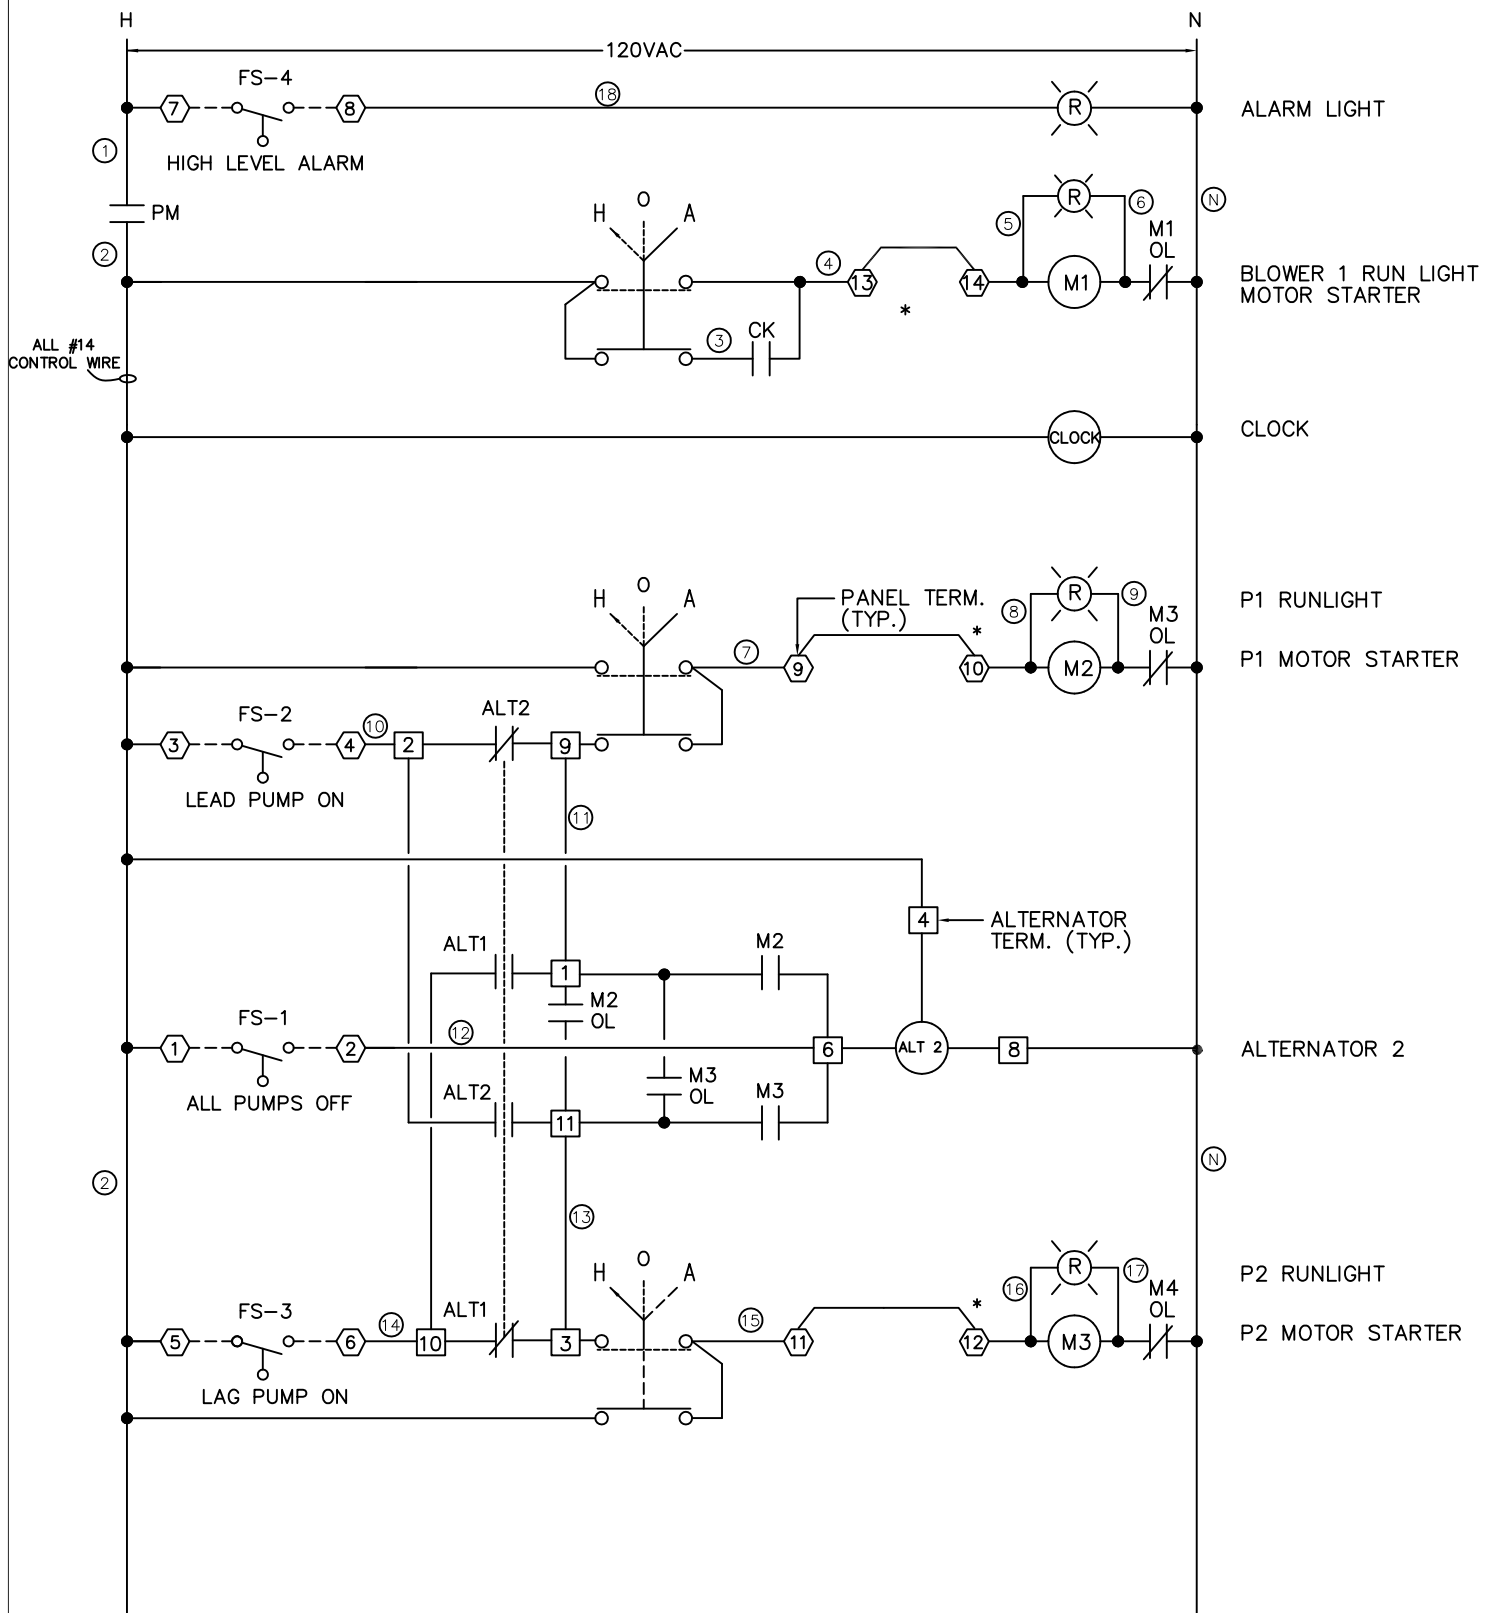 H
N
120VAC
FS-4
7
8
18
R
ALARM LIGHT
1
HIGH LEVEL ALARM
PM
H
O
A
R
5
6
N
M1
OL
2
4
13
14
M1
BLOWER 1 RUN LIGHT
MOTOR STARTER
*
3
CK
ALL #14
CONTROL WIRE
CLOCK
CLOCK
H
O
A
PANEL TERM.
(TYP.)
*
R
8
9
M3
OL
P1 RUNLIGHT
7
9
10
M2
P1 MOTOR STARTER
FS-2
ALT2
3
4
10
2
9
LEAD PUMP ON
11
4
ALTERNATOR
TERM. (TYP.)
ALT1
1
M2
M2
OL
FS-1
1
2
12
6
ALT 2
8
ALTERNATOR 2
ALL PUMPS OFF
ALT2
M3
OL
M3
11
2
N
13
H
O
A
R
16
17
M4
OL
P2 RUNLIGHT
FS-3
ALT1
5
6
14
10
3
15
11
*
12
M3
P2 MOTOR STARTER
LAG PUMP ON